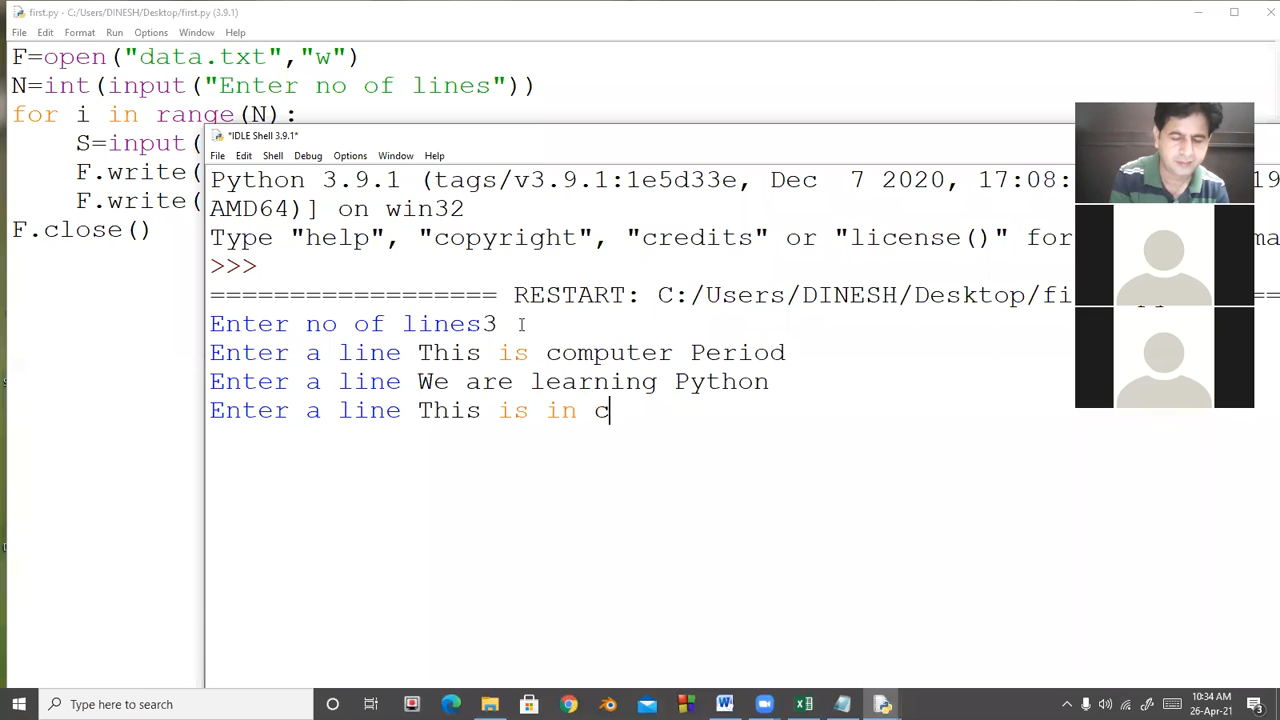 first.py - C:/Users/DINESH/Desktop/first.py (3.9.1)
File Edit Format Run Options Window Help
F=open("data.txt","w")
N=int(input("Enter no of lines"))
for i in range(N):
S=input(
F.write(
F.write(
F.close()
*IDLE Shell 3.9.1*
File Edit Shell Debug Options Window Help
Python 3.9.1 (tags/v3.9.1:1e5d33e, Dec 7 2020, 17:08: 19
AMD64)] on win32
Type "help", "copyright", "credits" or "license()" for ma
>>>
================== RESTART: C:/Users/DINESH/Desktop/fi ==
Enter no of lines3
Enter a line This is computer Period
Enter a line We are learning Python
Enter a line This is in c
Type here to search
10:34 AM
26-Apr-21
3